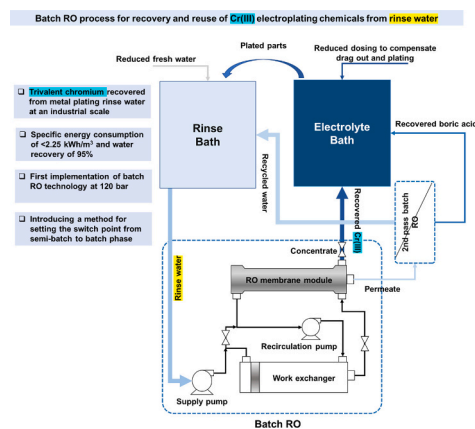 Batch RO process for recovery and reuse of Cr(III) electroplating chemicals from rinse water
Plated parts
Reduced fresh water
Reduced dosing to compensate
drag out and plating
❑ Trivalent chromium recovered
from metal plating rinse water
at an industrial scale
❑ Specific energy consumption
of <2.25 kWh/m³ and water
recovery of 95%
❑ First implementation of batch
RO technology at 120 bar
❑ Introducing a method for
setting the switch point from
semi-batch to batch phase
Rinse
Bath
Electrolyte
Bath
Recovered boric acid
Recycled water
Recovered Cr(III)
2nd-pass batch
RO
Rinse water
Concentrate
RO membrane module
Permeate
Recirculation pump
Work exchanger
Supply pump
Batch RO